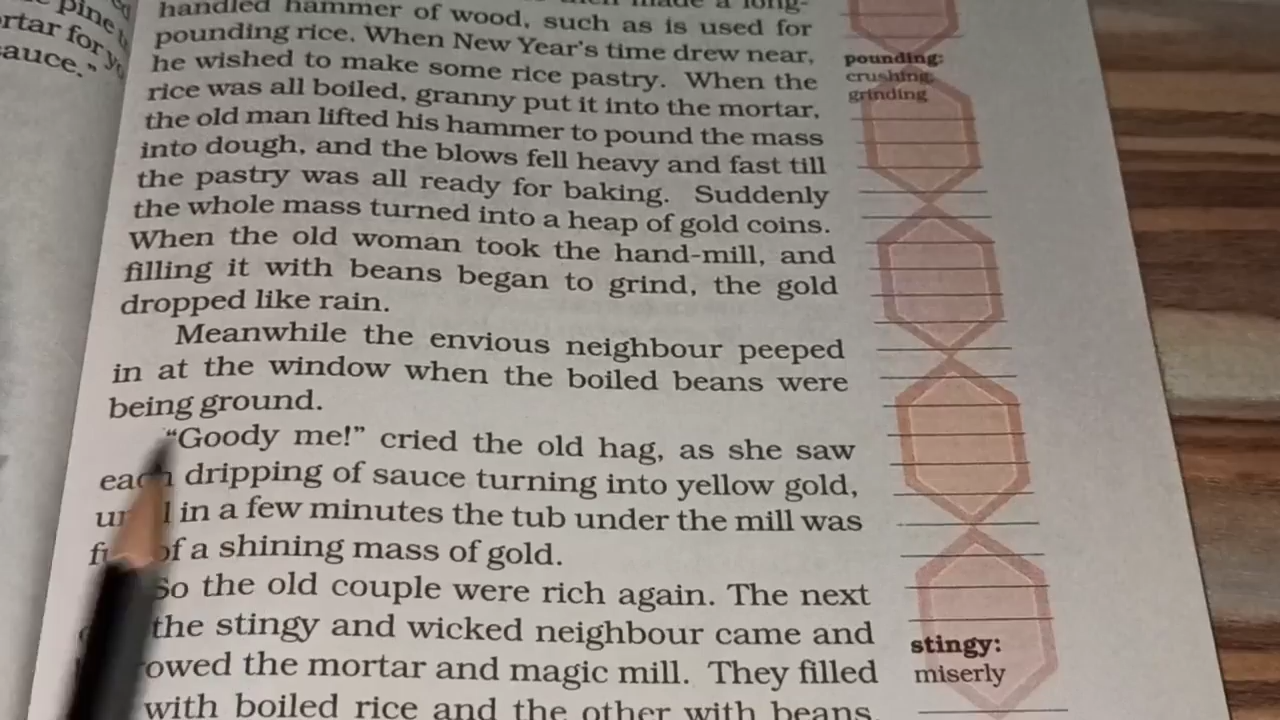 Pine
rtar for
sauce."
handled hammer of wood, such as is used for
pounding rice. When New Year's time drew near,
he wished to make some rice pastry. When the
rice was all boiled, granny put it into the mortar,
the old man lifted his hammer to pound the mass
into dough, and the blows fell heavy and fast till
the pastry was all ready for baking. Suddenly
the whole mass turned into a heap of gold coins.
When the old woman took the hand-mill, and
filling it with beans began to grind, the gold
dropped like rain.
Meanwhile the envious neighbour peeped
in at the window when the boiled beans were
being ground.
"Goody me!" cried the old hag, as she saw
each dripping of sauce turning into yellow gold,
in a few minutes the tub under the mill was
of a shining mass of gold.
So the old couple were rich again. The next
the stingy and wicked neighbour came and
owed the mortar and magic mill. They filled
with boiled rice and the other with beans.
pounding:
crushing,
grinding
stingy:
miserly